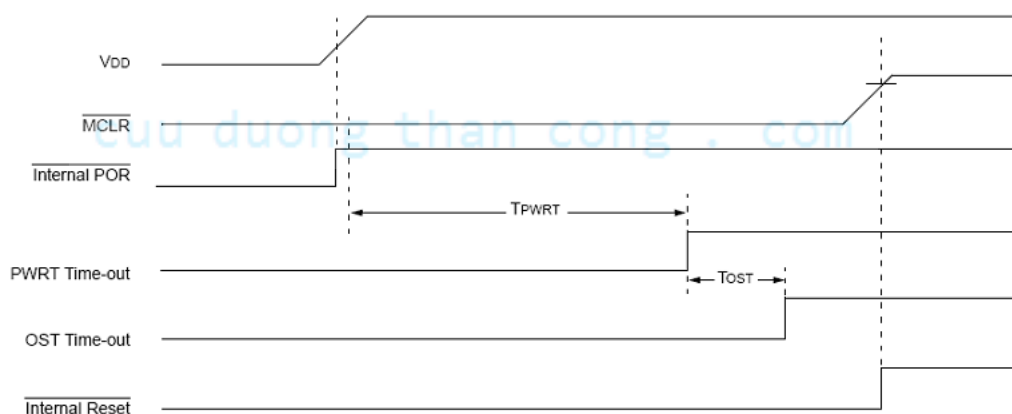 VDD
MCLR
cuu duong than cong . com
Internal POR
TPWRT
PWRT Time-out
TOST
OST Time-out
Internal Reset